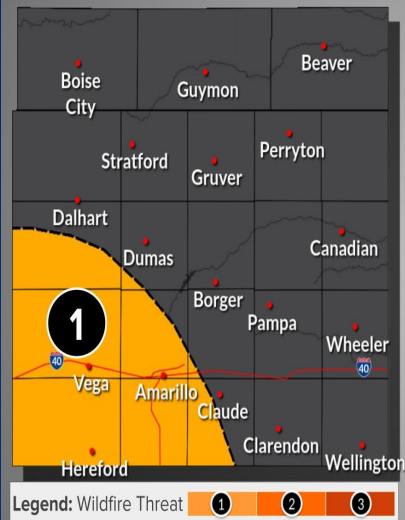 Beaver
Boise
City
Guymon
Perryton
Stratford
Gruver
Dalhart
Canadian
Dumas
Borger
1
Pampa
Wheeler
40
40
Vega
Amarillo
Claude
Clarendon
Hereford
Wellington
Legend: Wildfire Threat 1 2 3